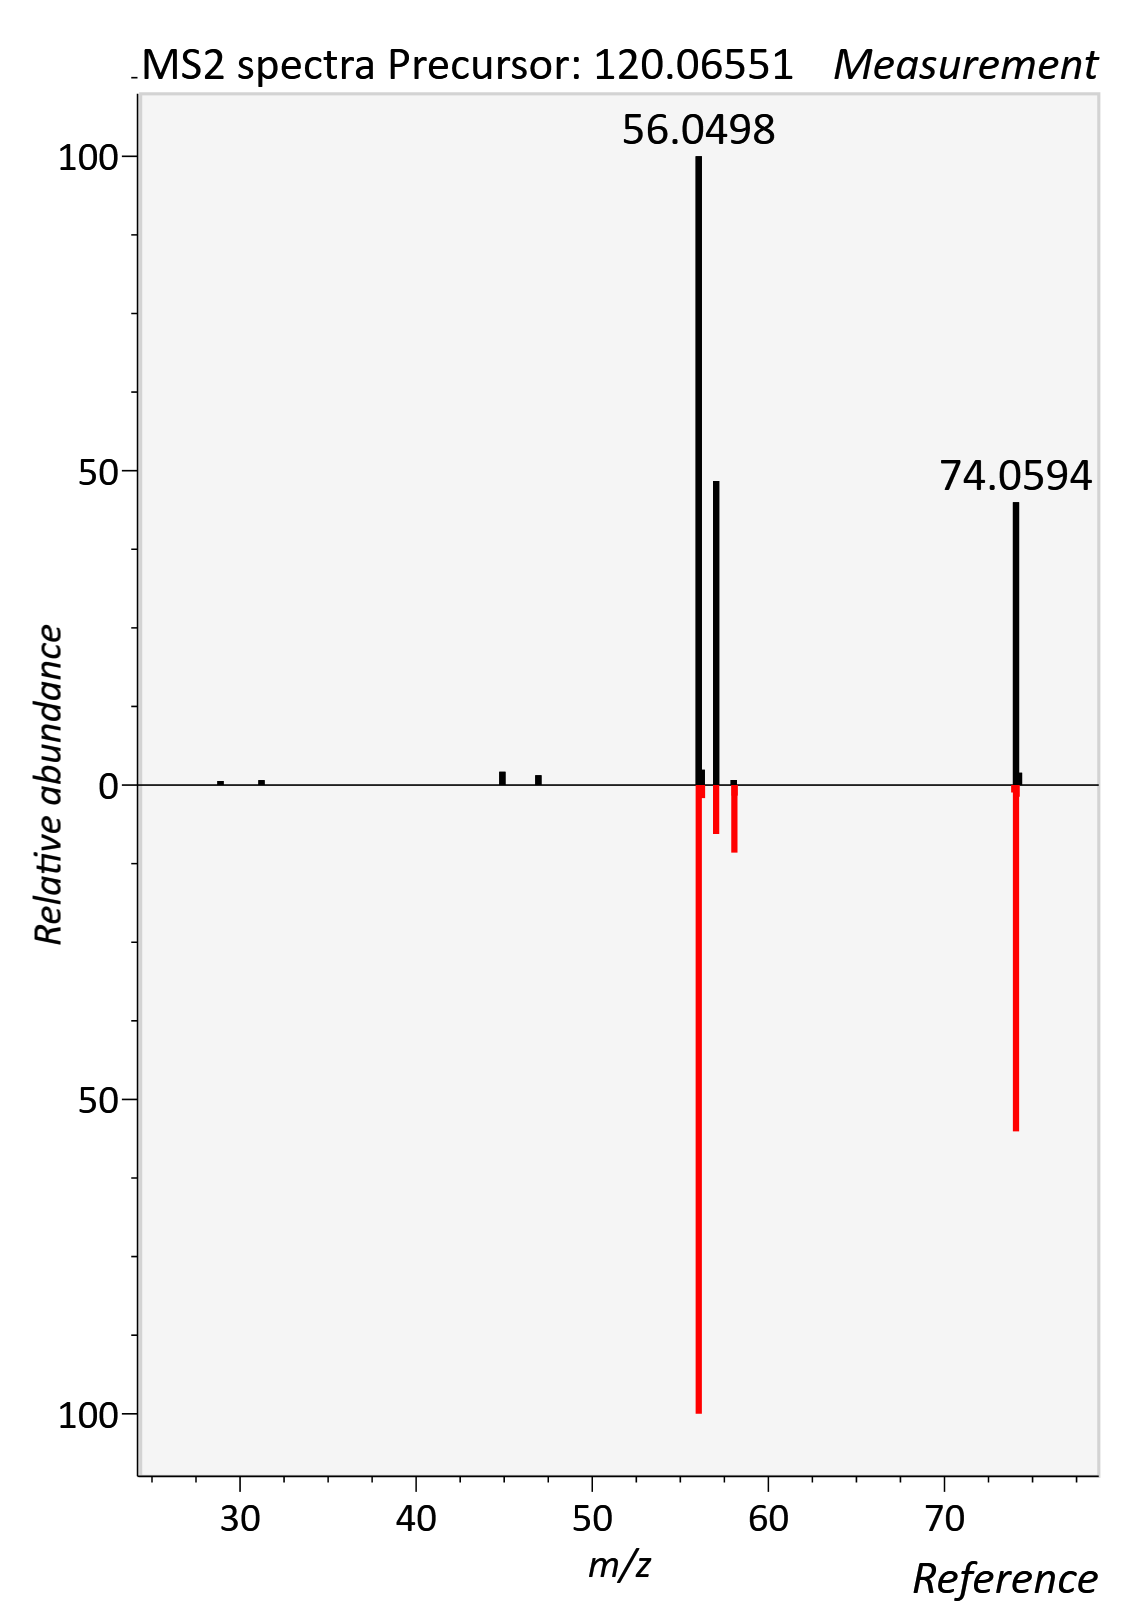 MS2 spectra Precursor: 120.06551 Measurement
56.0498
100
50
74.0594
0
50
100
Relative abundance
30 40 50 60 70
m/z
Reference